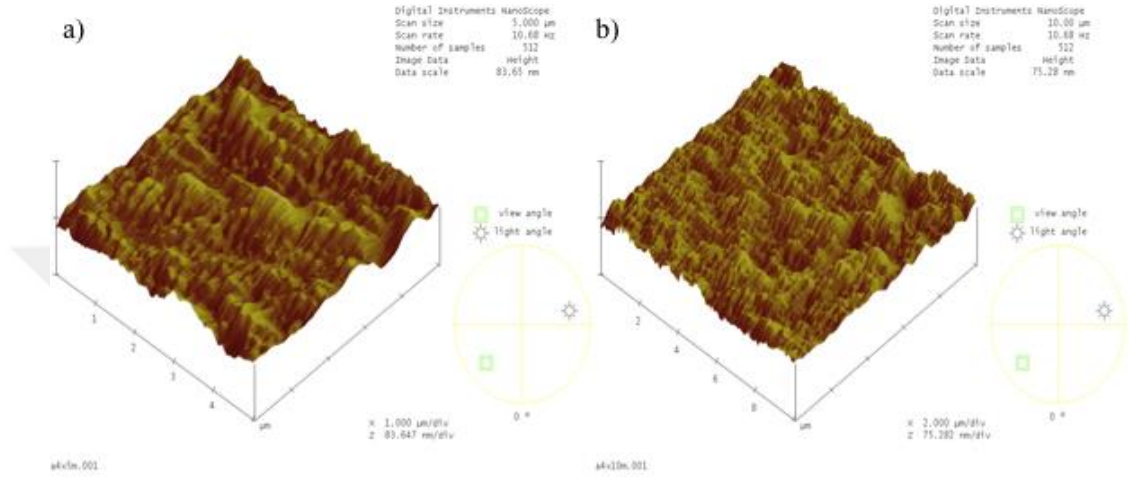 a)
Digital Instruments NanoScope
Scan size 5.000 µm
Scan rate 10.68 Hz
Number of samples 512
Image Data Height
Data scale 83.65 nm
view angle
light angle
1
2
3
4
µm
X 1.000 µm/div
Z 83.647 nm/div
0 °
a4v5m.001
b)
Digital Instruments NanoScope
Scan size 10.00 µm
Scan rate 10.68 Hz
Number of samples 512
Image Data Height
Data scale 75.28 nm
view angle
light angle
2
4
6
8
µm
X 2.000 µm/div
Z 75.282 nm/div
0 °
a4v10m.001